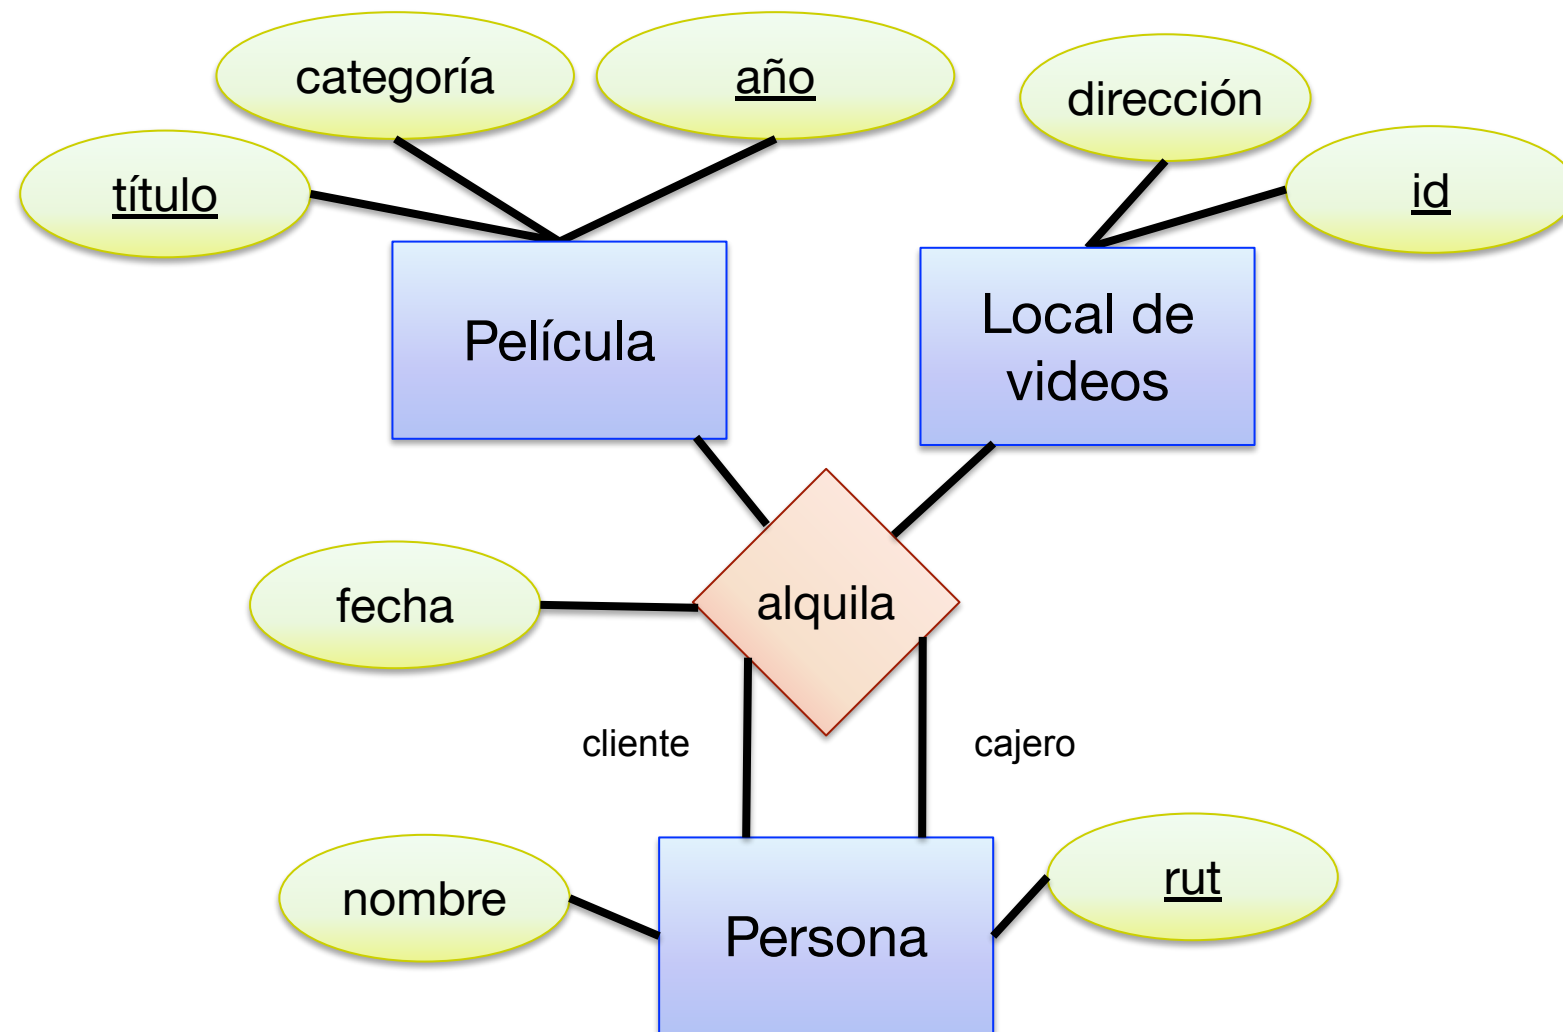 categoría
año
dirección
título
id
Película
Local de
videos
fecha
alquila
cliente
cajero
nombre
rut
Persona